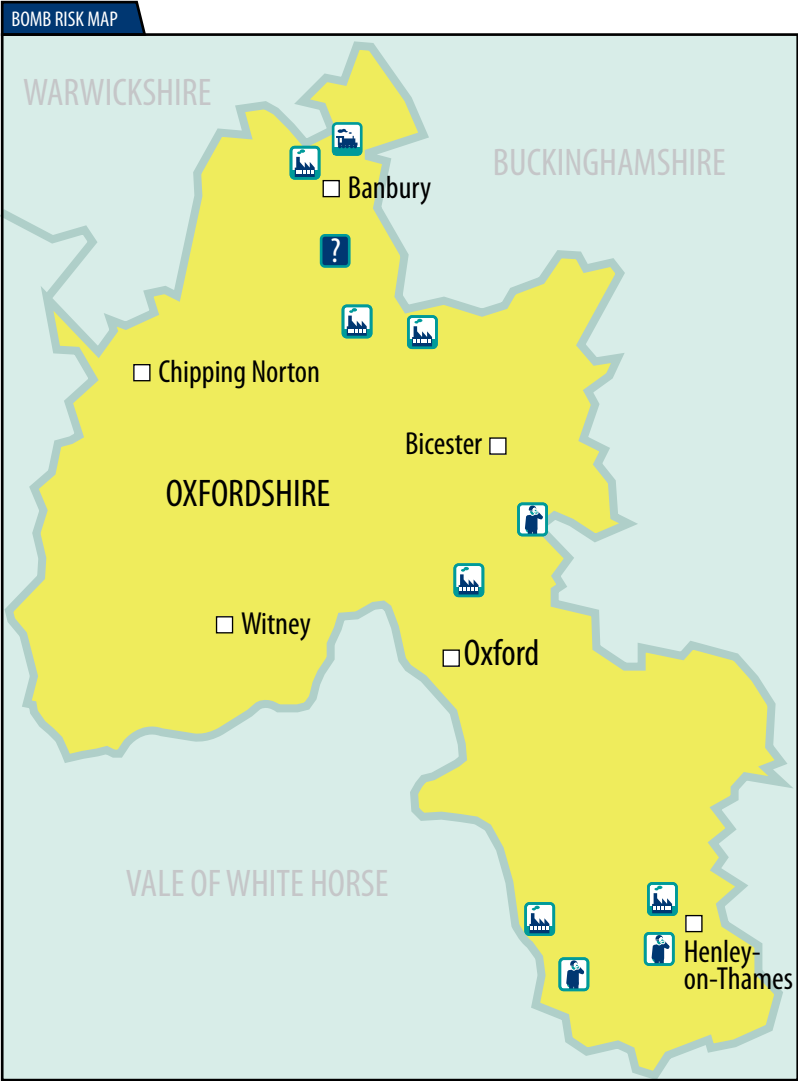 BOMB RISK MAP
WARWICKSHIRE
BUCKINGHAMSHIRE
Banbury
?
Chipping Norton
Bicester
OXFORDSHIRE
Witney
Oxford
VALE OF WHITE HORSE
Henley-
on-Thames